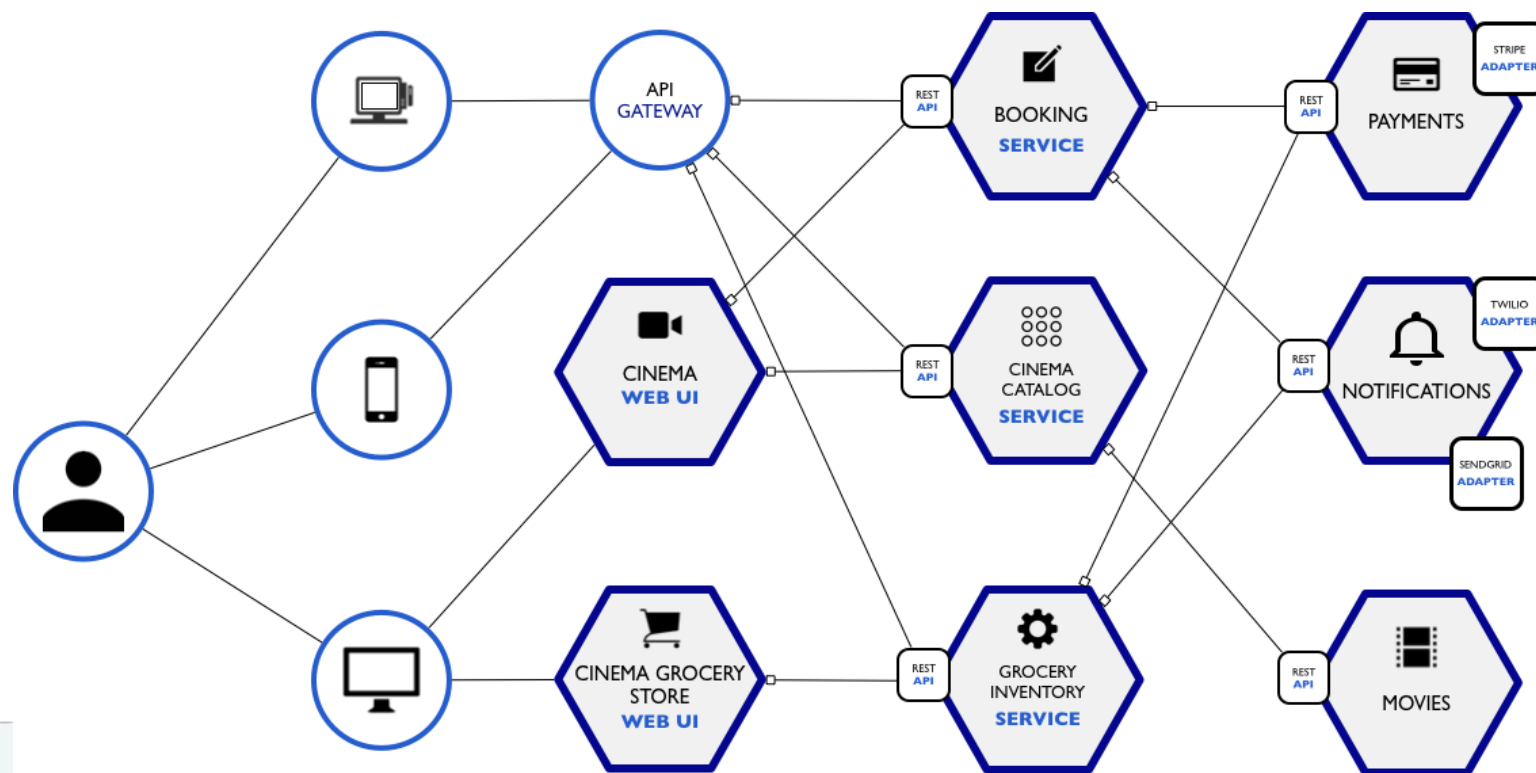 API
GATEWAY
REST
API
BOOKING
SERVICE
REST
API
PAYMENTS
STRIPE
ADAPTER
CINEMA
WEB UI
REST
API
CINEMA
CATALOG
SERVICE
REST
API
NOTIFICATIONS
TWILIO
ADAPTER
SENDGRID
ADAPTER
CINEMA GROCERY
STORE
WEB UI
REST
API
GROCERY
INVENTORY
SERVICE
REST
API
MOVIES